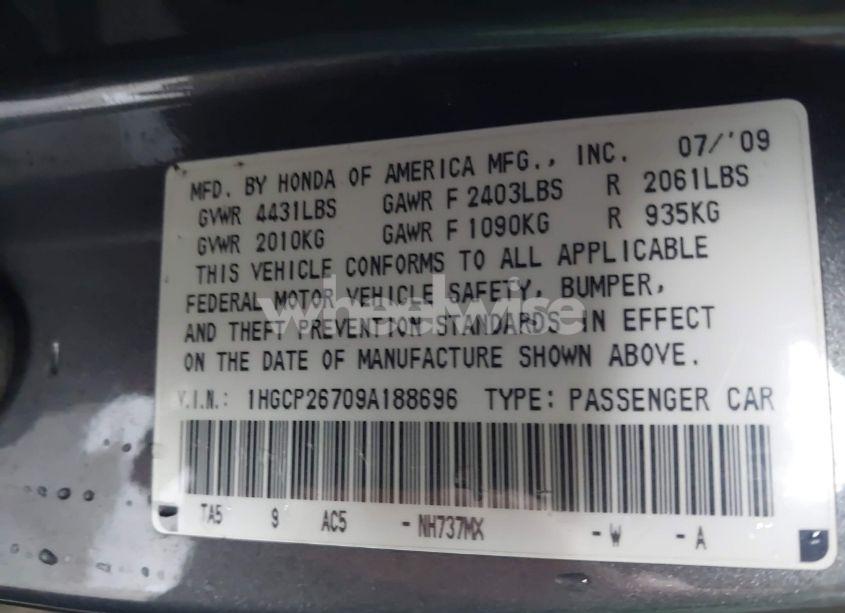 MFD. BY HONDA OF AMERICA MFG., INC. 07/'09
GVWR 4431LBS GAWR F 2403LBS R 2061LBS
GVWR 2010KG GAWR F 1090KG R 935KG
THIS VEHICLE CONFORMS TO ALL APPLICABLE
FEDERAL MOTOR VEHICLE SAFETY, BUMPER,
AND THEFT PREVENTION STANDARDS IN EFFECT
ON THE DATE OF MANUFACTURE SHOWN ABOVE.
V.I.N.: 1HGCP26709A188696 TYPE: PASSENGER CAR
TA5 9 AC5 -NH737MX -W -A
wheelwise